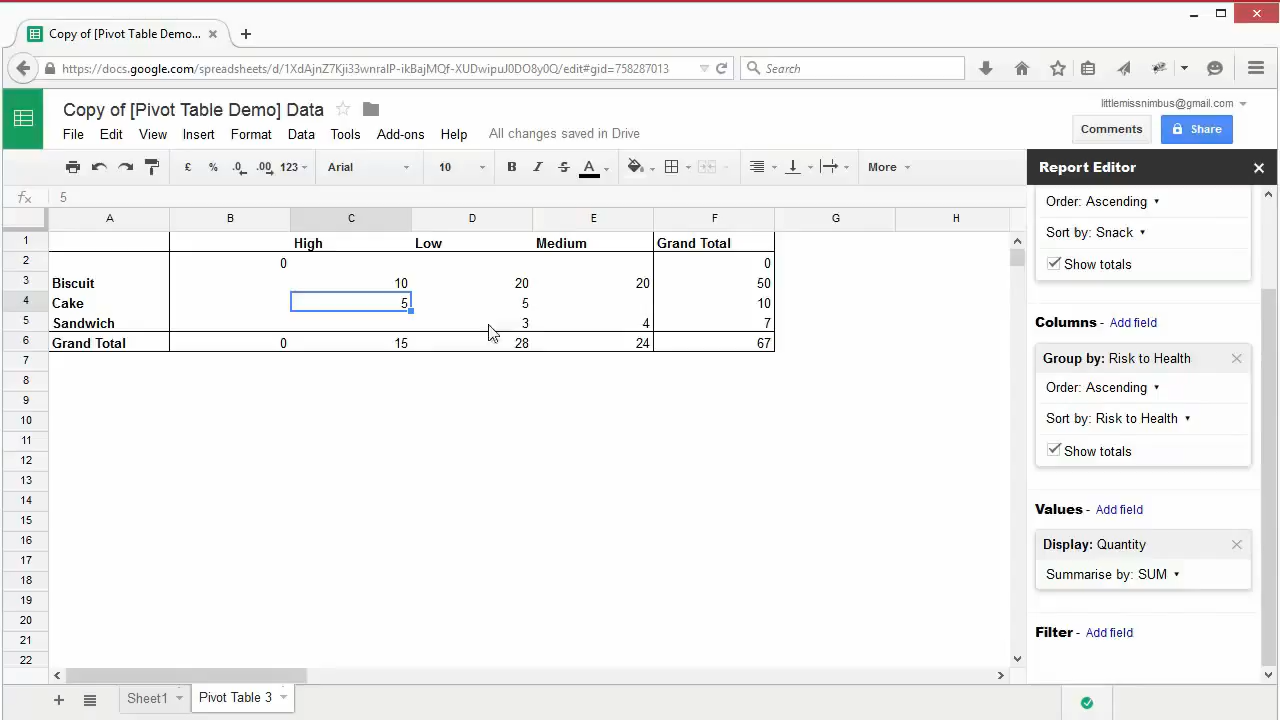 Copy of [Pivot Table Demo...
https://docs.google.com/spreadsheets/d/1XdAjnZ7Kji33wnraIP-ikBajMQf-XUDwipuJ0DO8y0Q/edit#gid=758287013
Search
Copy of [Pivot Table Demo] Data
littlemissnimbus@gmail.com
File Edit View Insert Format Data Tools Add-ons Help All changes saved in Drive
Comments Share
£ % .0 .00 123 Arial 10 B I S A More
Report Editor
fx 5
A B C D E F G H
1 High Low Medium Grand Total
2 0 0
3 Biscuit 10 20 20 50
4 Cake 5 5 10
5 Sandwich 3 4 7
6 Grand Total 0 15 28 24 67
7
8
9
10
11
12
13
14
15
16
17
18
19
20
21
22
Order: Ascending
Sort by: Snack
Show totals
Columns - Add field
Group by: Risk to Health
Order: Ascending
Sort by: Risk to Health
Show totals
Values - Add field
Display: Quantity
Summarise by: SUM
Filter - Add field
Sheet1 Pivot Table 3